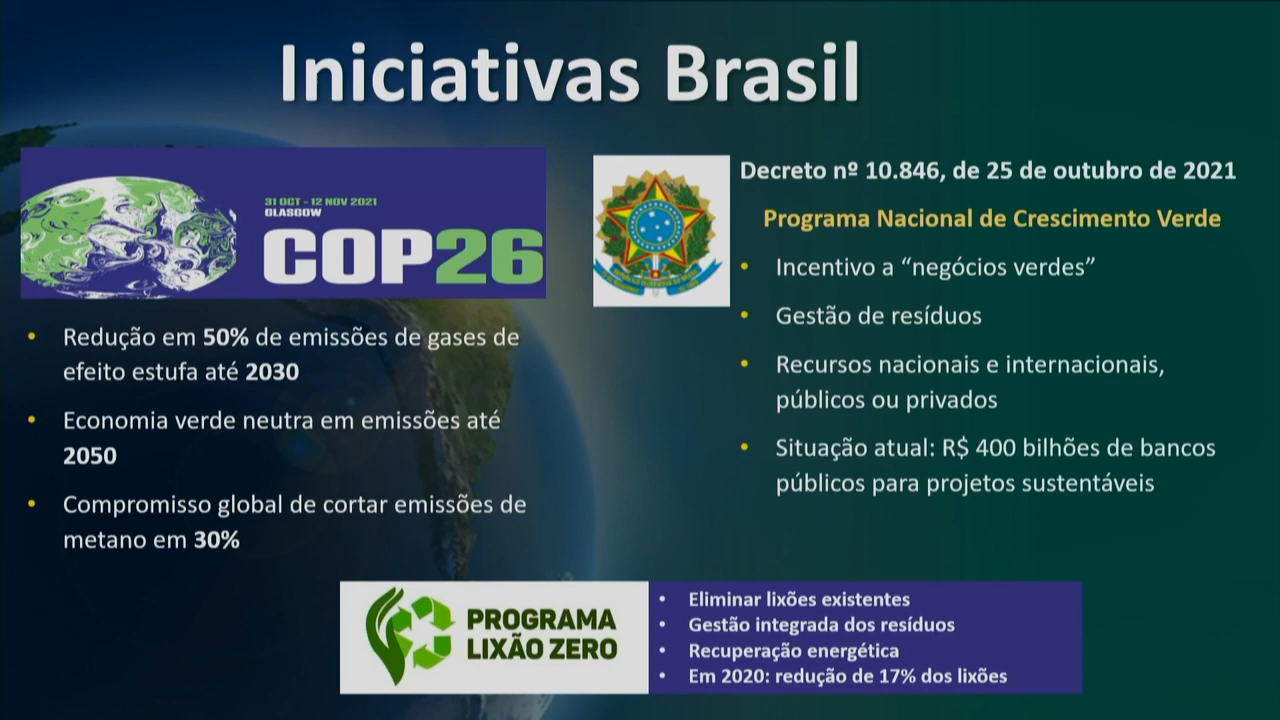 Iniciativas Brasil
31 OCT - 12 NOV 2021
GLASGOW
COP26
• Redução em 50% de emissões de gases de
efeito estufa até 2030
• Economia verde neutra em emissões até
2050
• Compromisso global de cortar emissões de
metano em 30%
Decreto nº 10.846, de 25 de outubro de 2021
Programa Nacional de Crescimento Verde
• Incentivo a “negócios verdes”
• Gestão de resíduos
• Recursos nacionais e internacionais,
públicos ou privados
• Situação atual: R$ 400 bilhões de bancos
públicos para projetos sustentáveis
PROGRAMA
LIXÃO ZERO
• Eliminar lixões existentes
• Gestão integrada dos resíduos
• Recuperação energética
• Em 2020: redução de 17% dos lixões